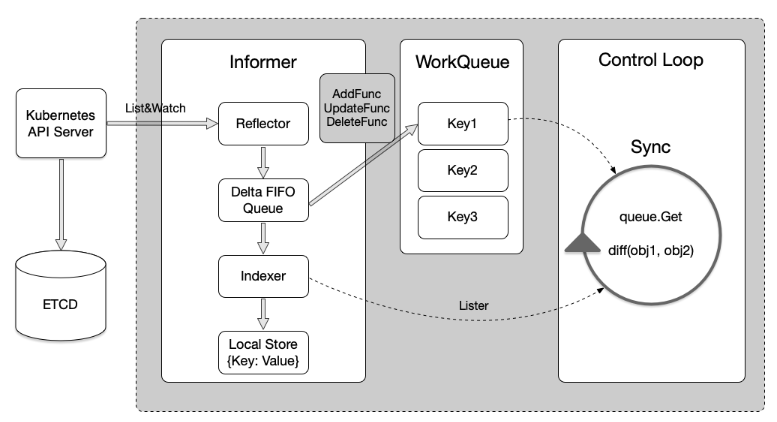 Informer
WorkQueue
Control Loop
Kubernetes
API Server
List&Watch
Reflector
AddFunc
UpdateFunc
DeleteFunc
Key1
Delta FIFO
Queue
Key2
Key3
Sync
queue.Get
diff(obj1, obj2)
Indexer
ETCD
Lister
Local Store
{Key: Value}